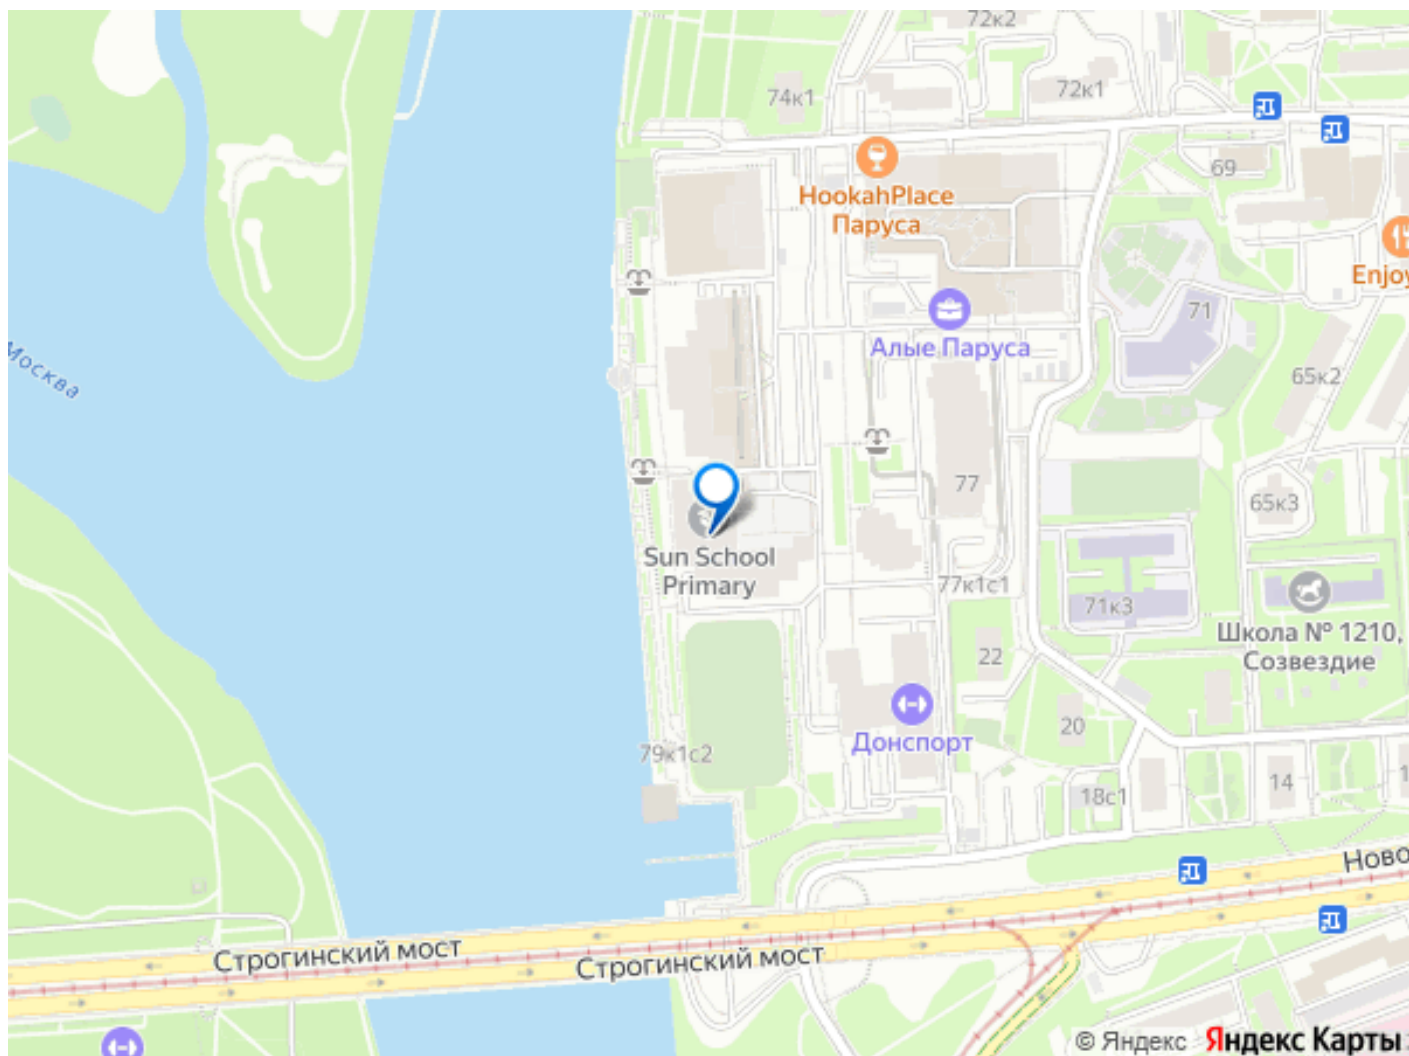 72к2
74к1
72к1
69
HookahPlace
Паруса
Enjoy
71
Москва
Алые Паруса
65к2
77
65к3
Sun School
Primary
77к1с1
71к3
Школа № 1210,
Созвездие
22
20
Донспорт
79к1с2
14
1
18с1
Ново
Строгинский мост
Строгинский мост
© Яндекс Яндекс Карты